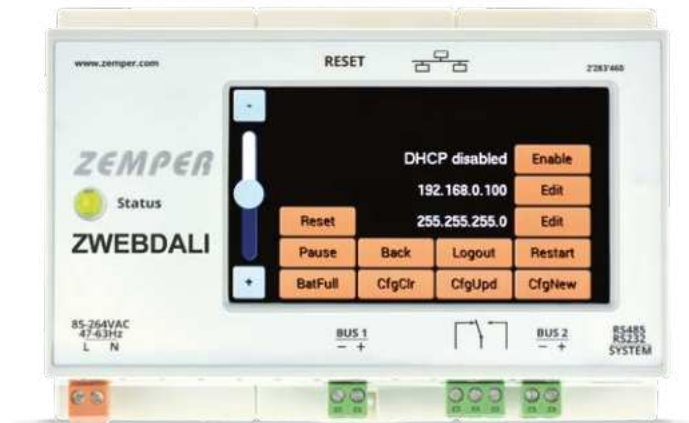 www.zemper.com
RESET
2'283'460
ZEMPER
Status
ZWEBDALI
-
DHCP disabled Enable
192.168.0.100 Edit
Reset 255.255.255.0 Edit
Pause Back Logout Restart
+ BatFull CfgClr CfgUpd CfgNew
85-264VAC
47-63Hz
L N
BUS 1
- +
BUS 2
- +
RS485
RS232
SYSTEM